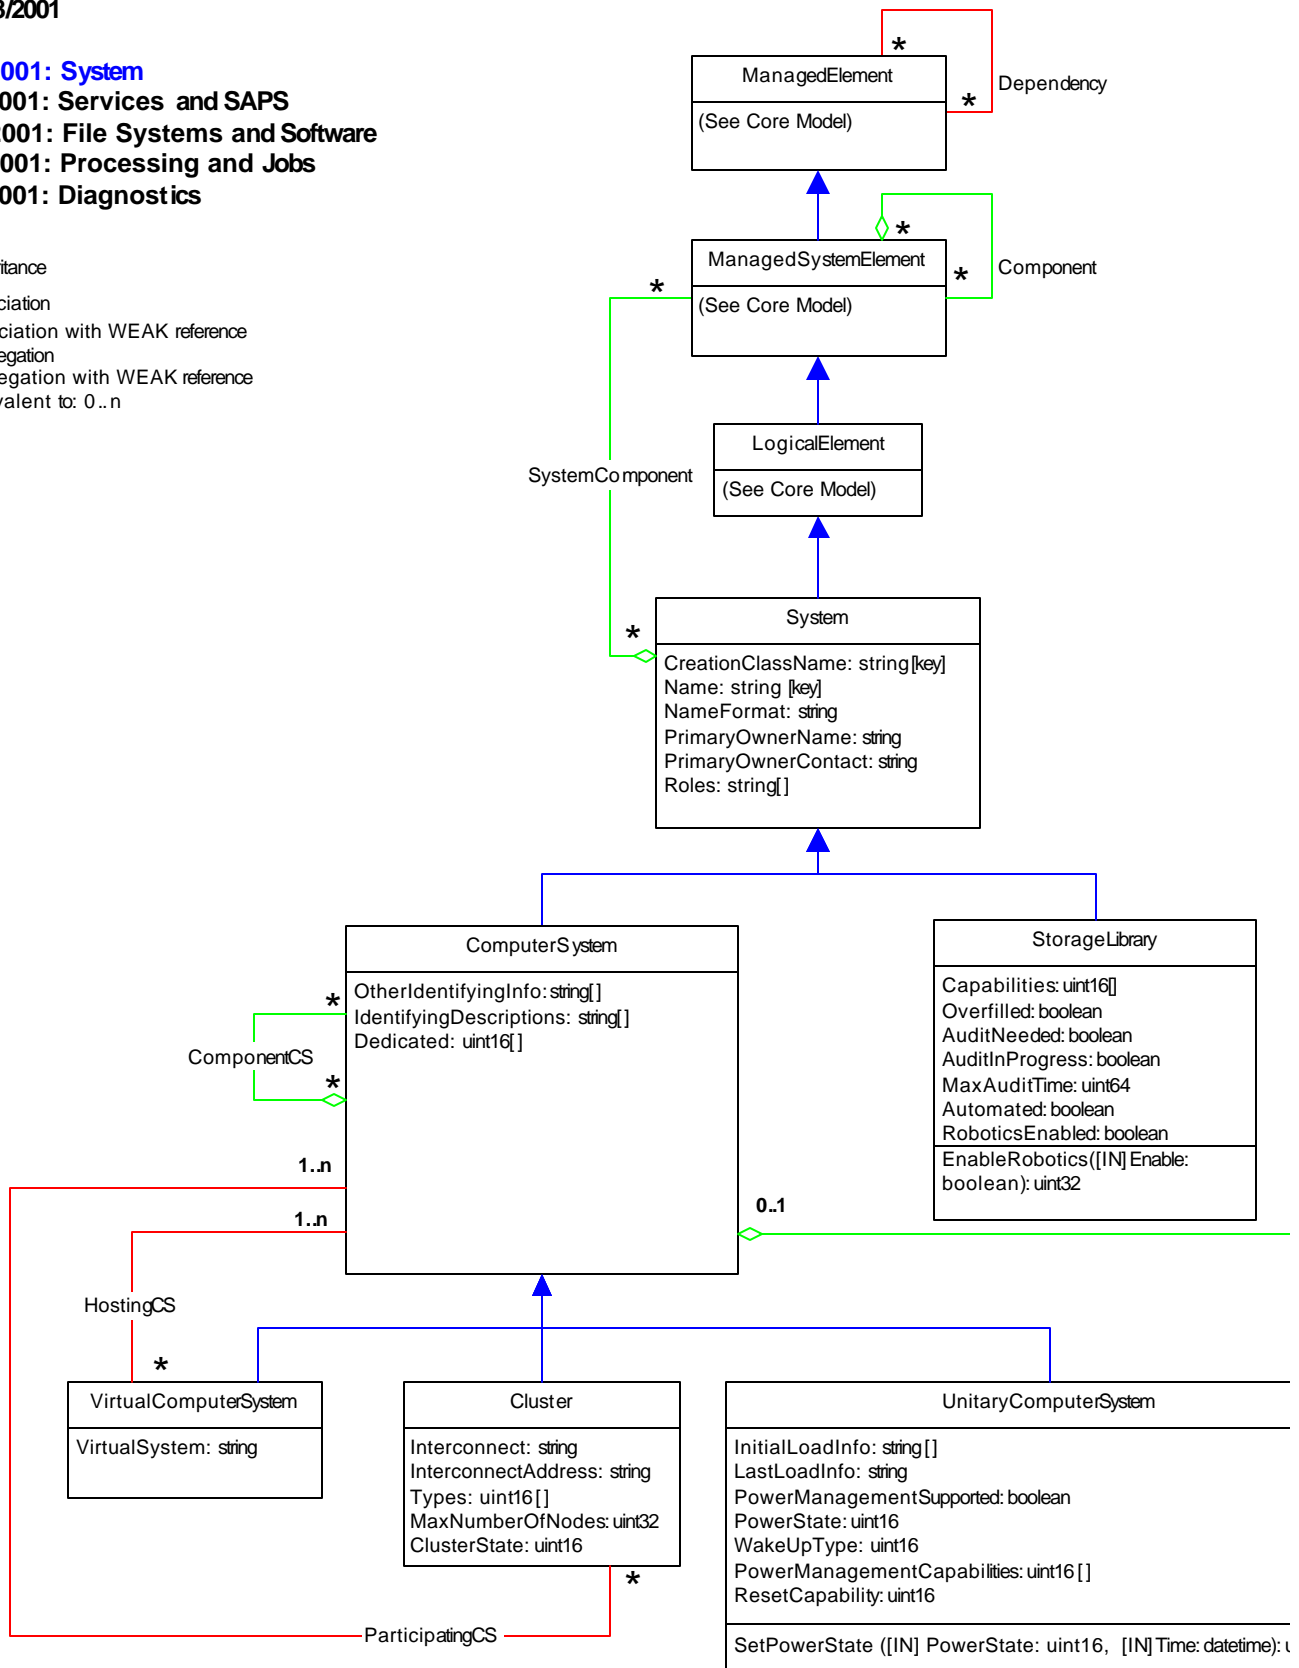 3/2001
001: System
001: Services and SAPS
2001: File Systems and Software
001: Processing and Jobs
001: Diagnostics
ritance
ciation
ciation with WEAK reference
egation
egation with WEAK reference
valent to: 0..n
*
ManagedElement
Dependency
*
(See Core Model)
*
ManagedSystemElement
*
Component
*
(See Core Model)
LogicalElement
SystemComponent
(See Core Model)
System
*
CreationClassName: string[key]
Name: string [key]
NameFormat: string
PrimaryOwnerName: string
PrimaryOwnerContact: string
Roles: string[]
ComputerSystem
StorageLibrary
*
OtherIdentifyingInfo: string[]
IdentifyingDescriptions: string[]
Dedicated: uint16[]
ComponentCS
*
Capabilities: uint16[]
Overfilled: boolean
AuditNeeded: boolean
AuditInProgress: boolean
MaxAuditTime: uint64
Automated: boolean
RoboticsEnabled: boolean
EnableRobotics([IN] Enable:
boolean): uint32
1..n
1..n
0..1
HostingCS
*
VirtualComputerSystem
VirtualSystem: string
Cluster
Interconnect: string
InterconnectAddress: string
Types: uint16[]
MaxNumberOfNodes: uint32
ClusterState: uint16
*
ParticipatingCS
UnitaryComputerSystem
InitialLoadInfo: string[]
LastLoadInfo: string
PowerManagementSupported: boolean
PowerState: uint16
WakeUpType: uint16
PowerManagementCapabilities: uint16[]
ResetCapability: uint16
SetPowerState ([IN] PowerState: uint16, [IN] Time: datetime): u